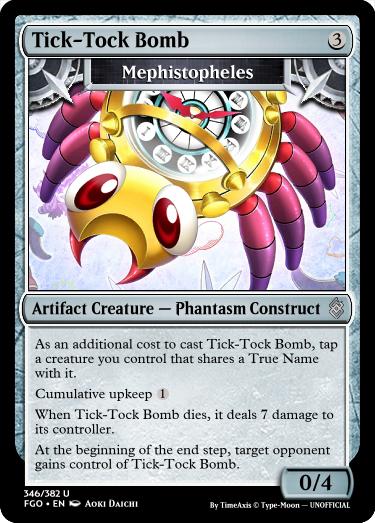 Tick-Tock Bomb 3
Mephistopheles
Artifact Creature — Phantasm Construct
As an additional cost to cast Tick-Tock Bomb, tap
a creature you control that shares a True Name
with it.
Cumulative upkeep 1
When Tick-Tock Bomb dies, it deals 7 damage to
its controller.
At the beginning of the end step, target opponent
gains control of Tick-Tock Bomb.
0/4
346/382 U
FGO • EN Aoki Daichi
By TimeAxis © Type-Moon — UNOFFICIAL